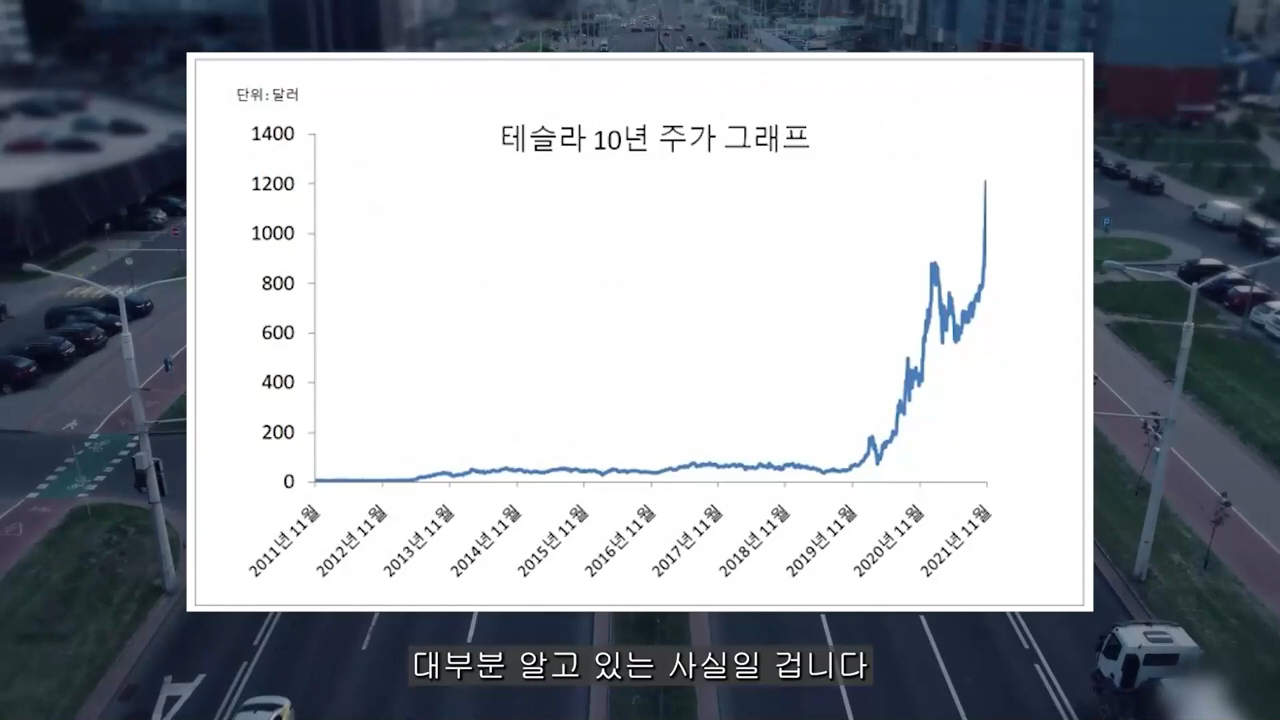 단위:달러
테슬라 10년 주가 그래프
1400
1200
1000
800
600
400
200
0
2011년 11월
2012년 11월
2013년 11월
2014년 11월
2015년 11월
2016년 11월
2017년 11월
2018년 11월
2019년 11월
2020년 11월
2021년 11월
대부분 알고 있는 사실일 겁니다